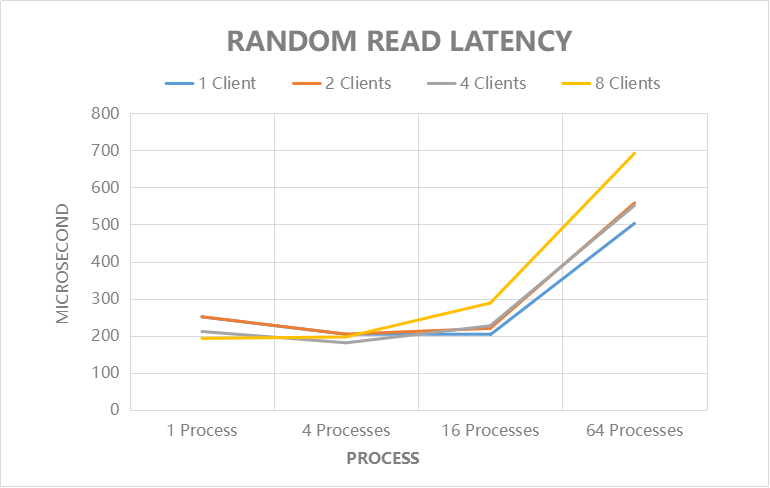 RANDOM READ LATENCY
1 Client 2 Clients 4 Clients 8 Clients
800
700
600
500
400
300
200
100
0
MICROSECOND
1 Process 4 Processes 16 Processes 64 Processes
PROCESS